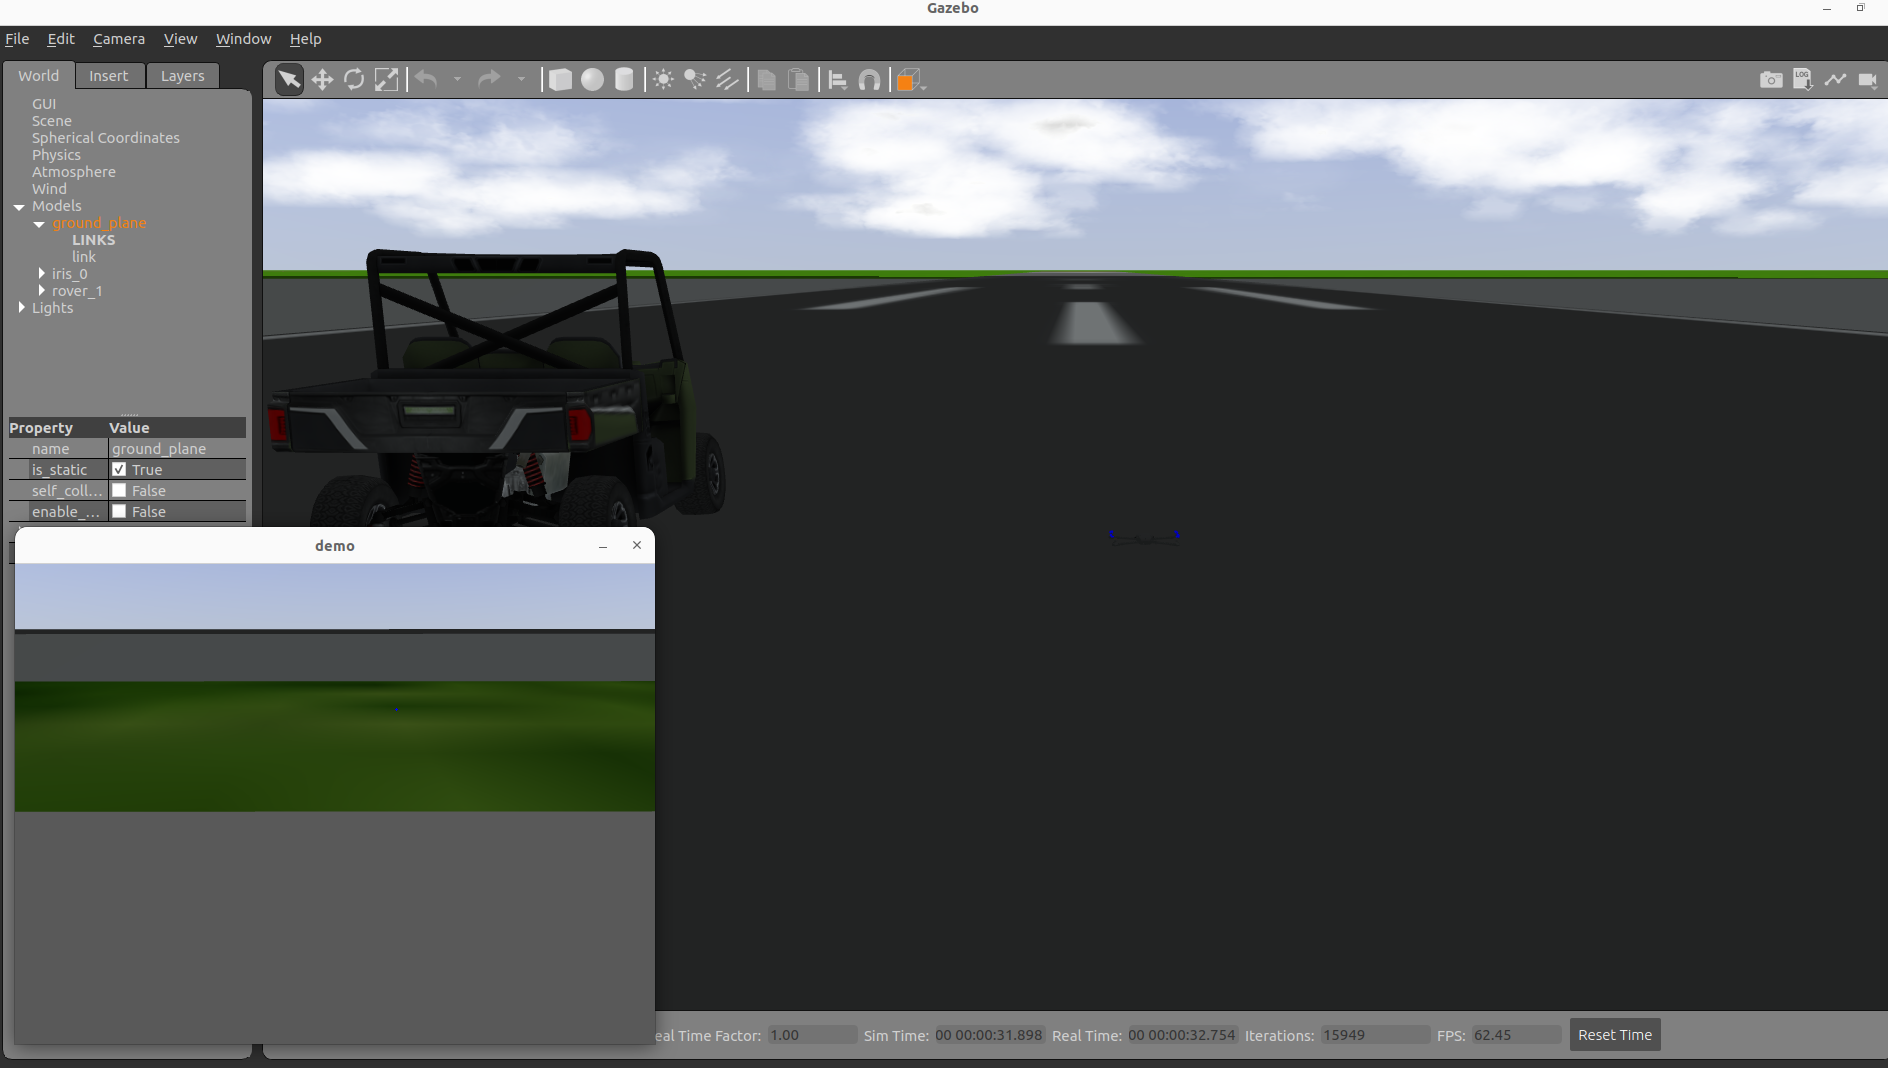 Gazebo
File Edit Camera View Window Help
World Insert Layers
GUI
Scene
Spherical Coordinates
Physics
Atmosphere
Wind
Models
ground_plane
LINKS
link
iris_0
rover_1
Lights
LOG
Property Value
name ground_plane
is_static True
self_coll... False
enable_... False
demo
eal Time Factor: 1.00 Sim Time: 00 00:00:31.898 Real Time: 00 00:00:32.754 Iterations: 15949 FPS: 62.45 Reset Time